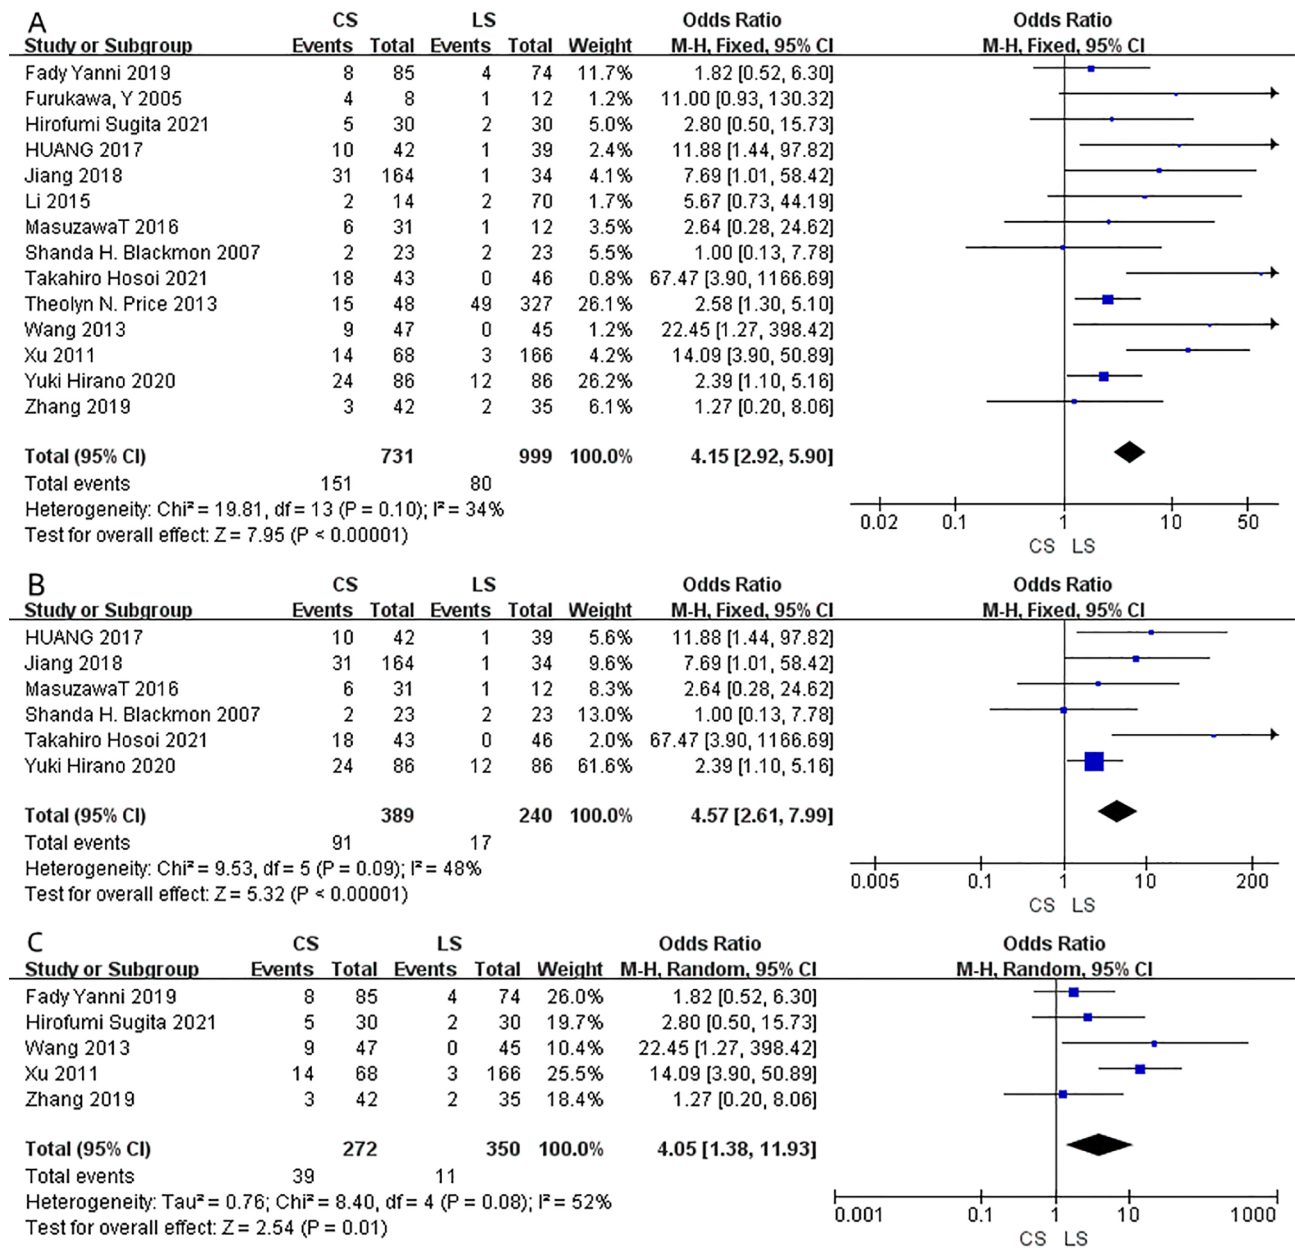 A CS LS Odds Ratio Odds Ratio
Study or Subgroup Events Total Events Total Weight M-H, Fixed, 95% CI M-H, Fixed, 95% CI
Fady Yanni 2019 8 85 4 74 11.7% 1.82 [0.52, 6.30]
Furukawa, Y 2005 4 8 1 12 1.2% 11.00 [0.93, 130.32]
Hirofumi Sugita 2021 5 30 2 30 5.0% 2.80 [0.50, 15.73]
HUANG 2017 10 42 1 39 2.4% 11.88 [1.44, 97.82]
Jiang 2018 31 164 1 34 4.1% 7.69 [1.01, 58.42]
Li 2015 2 14 2 70 1.7% 5.67 [0.73, 44.19]
MasuzawaT 2016 6 31 1 12 3.5% 2.64 [0.28, 24.62]
Shanda H. Blackmon 2007 2 23 2 23 5.5% 1.00 [0.13, 7.78]
Takahiro Hosoi 2021 18 43 0 46 0.8% 67.47 [3.90, 1166.69]
Theolyn N. Price 2013 15 48 49 327 26.1% 2.58 [1.30, 5.10]
Wang 2013 9 47 0 45 1.2% 22.45 [1.27, 398.42]
Xu 2011 14 68 3 166 4.2% 14.09 [3.90, 50.89]
Yuki Hirano 2020 24 86 12 86 26.2% 2.39 [1.10, 5.16]
Zhang 2019 3 42 2 35 6.1% 1.27 [0.20, 8.06]
Total (95% CI) 731 999 100.0% 4.15 [2.92, 5.90]
Total events 151 80
Heterogeneity: Chi² = 19.81, df = 13 (P = 0.10); I² = 34%
Test for overall effect: Z = 7.95 (P < 0.00001)
0.02 0.1 1 10 50
CS LS
B CS LS Odds Ratio Odds Ratio
Study or Subgroup Events Total Events Total Weight M-H, Fixed, 95% CI M-H, Fixed, 95% CI
HUANG 2017 10 42 1 39 5.6% 11.88 [1.44, 97.82]
Jiang 2018 31 164 1 34 9.6% 7.69 [1.01, 58.42]
MasuzawaT 2016 6 31 1 12 8.3% 2.64 [0.28, 24.62]
Shanda H. Blackmon 2007 2 23 2 23 13.0% 1.00 [0.13, 7.78]
Takahiro Hosoi 2021 18 43 0 46 2.0% 67.47 [3.90, 1166.69]
Yuki Hirano 2020 24 86 12 86 61.6% 2.39 [1.10, 5.16]
Total (95% CI) 389 240 100.0% 4.57 [2.61, 7.99]
Total events 91 17
Heterogeneity: Chi² = 9.53, df = 5 (P = 0.09); I² = 48%
Test for overall effect: Z = 5.32 (P < 0.00001)
0.005 0.1 1 10 200
CS LS
C CS LS Odds Ratio Odds Ratio
Study or Subgroup Events Total Events Total Weight M-H, Random, 95% CI M-H, Random, 95% CI
Fady Yanni 2019 8 85 4 74 26.0% 1.82 [0.52, 6.30]
Hirofumi Sugita 2021 5 30 2 30 19.7% 2.80 [0.50, 15.73]
Wang 2013 9 47 0 45 10.4% 22.45 [1.27, 398.42]
Xu 2011 14 68 3 166 25.5% 14.09 [3.90, 50.89]
Zhang 2019 3 42 2 35 18.4% 1.27 [0.20, 8.06]
Total (95% CI) 272 350 100.0% 4.05 [1.38, 11.93]
Total events 39 11
Heterogeneity: Tau² = 0.76; Chi² = 8.40, df = 4 (P = 0.08); I² = 52%
Test for overall effect: Z = 2.54 (P = 0.01)
0.001 0.1 1 10 1000
CS LS